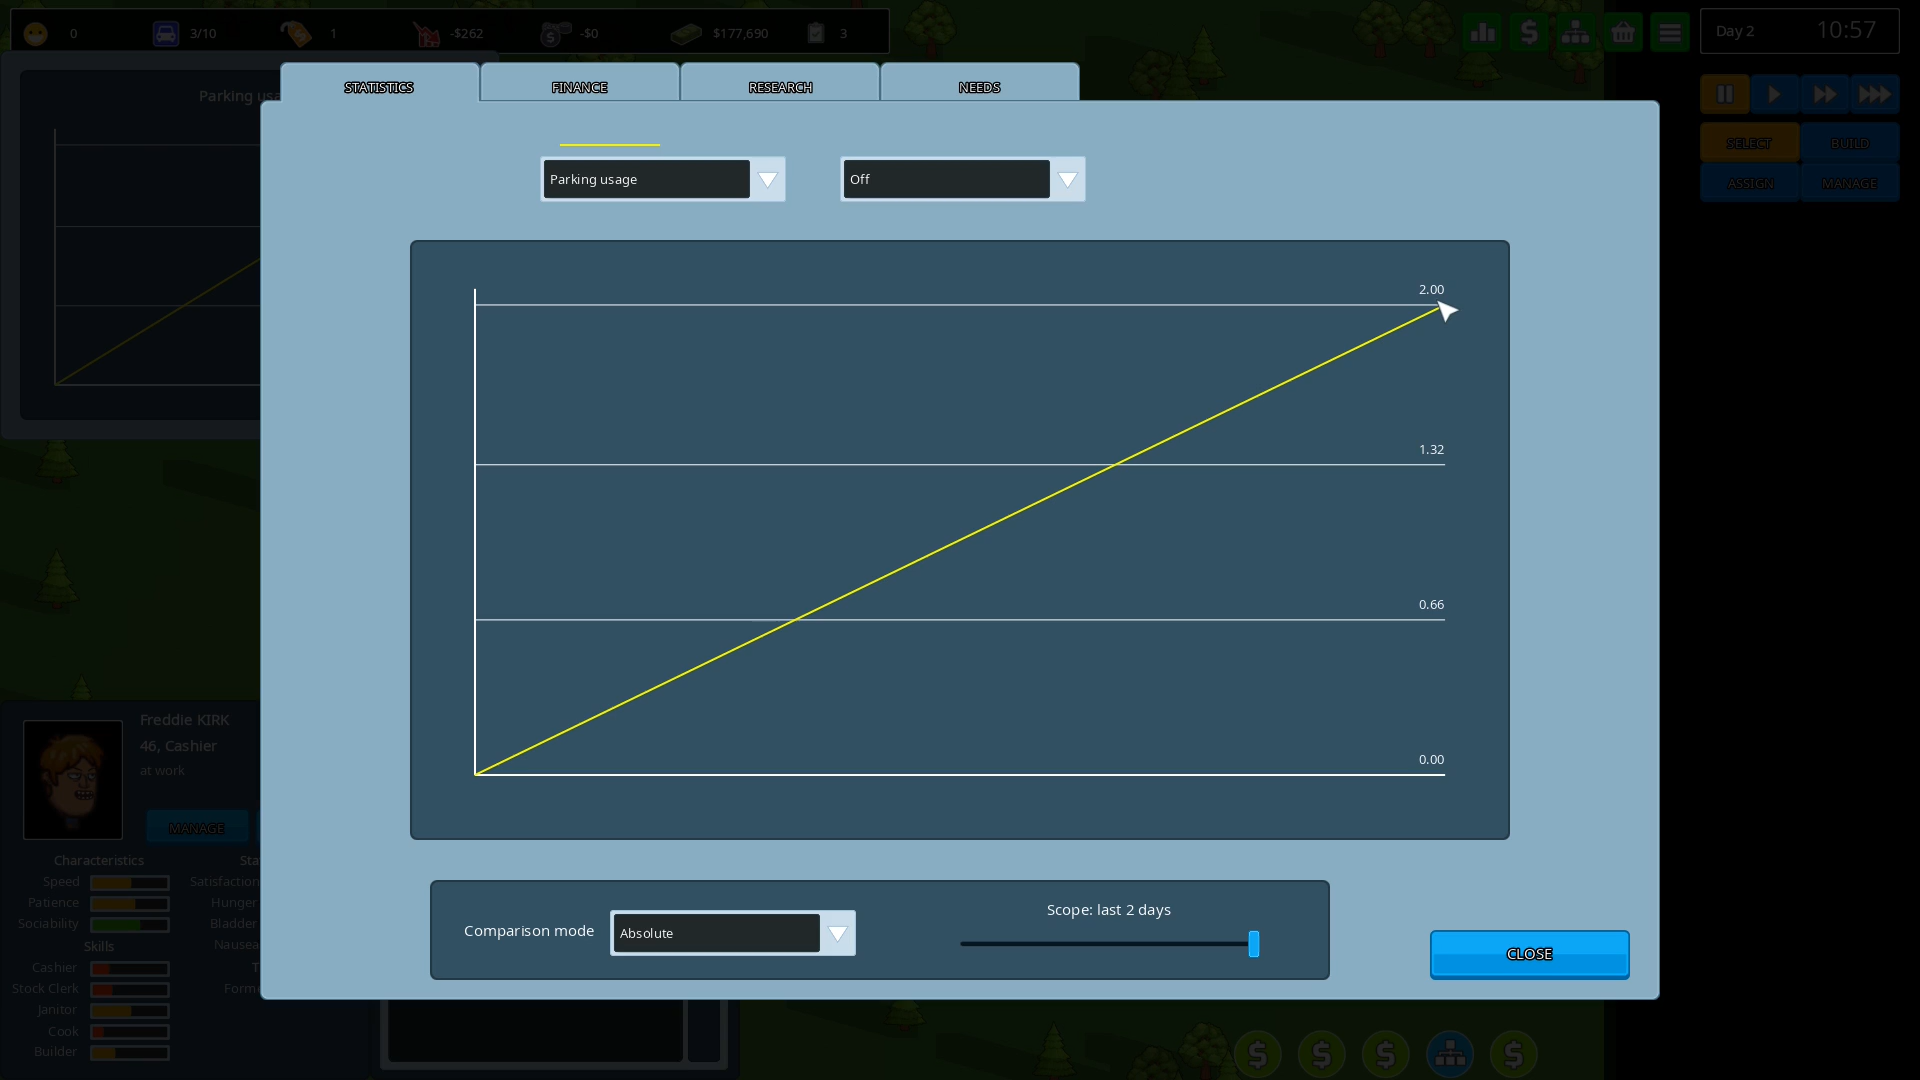 0
3/10
1
-$262
-$0
$177,690
3
Day 2
10:57
STATISTICS
FINANCE
RESEARCH
NEEDS
Parking usage
Off
SELECT
BUILD
ASSIGN
MANAGE
2.00
1.32
0.66
0.00
Scope: last 2 days
Comparison mode
Absolute
CLOSE
Freddie KIRK
46, Cashier
at work
MANAGE
Characteristics
Speed
Satisfaction
Patience
Hunger
Sociability
Bladder
Skills
Nausea
Cashier
Stock Clerk
Janitor
Cook
Builder